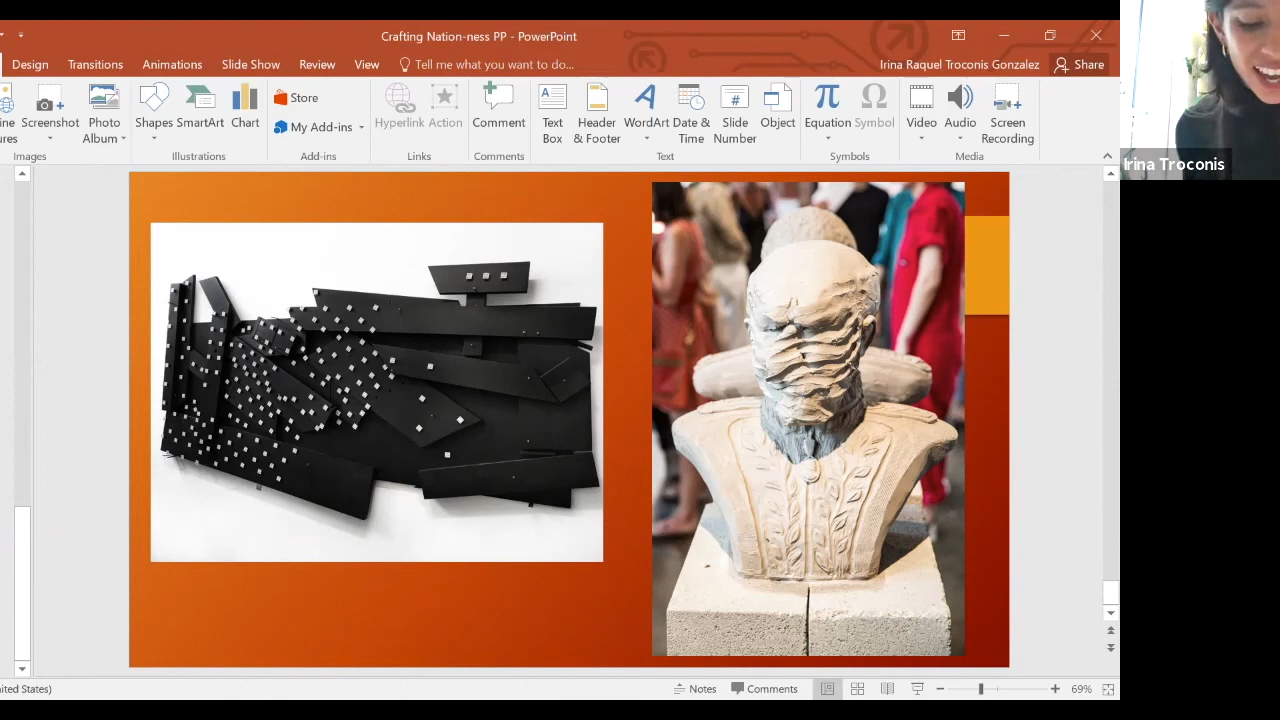 Crafting Nation-ness PP - PowerPoint
Design Transitions Animations Slide Show Review View Tell me what you want to do... Irina Raquel Troconis Gonzalez Share
Screenshot Photo Album Shapes SmartArt Chart Store My Add-ins Hyperlink Action Comment Text Box Header & Footer WordArt Date & Time Slide Number Object Equation Symbol Video Audio Screen Recording
Images Illustrations Add-ins Links Comments Text Symbols Media
Irina Troconis
ited States) Notes Comments 69%